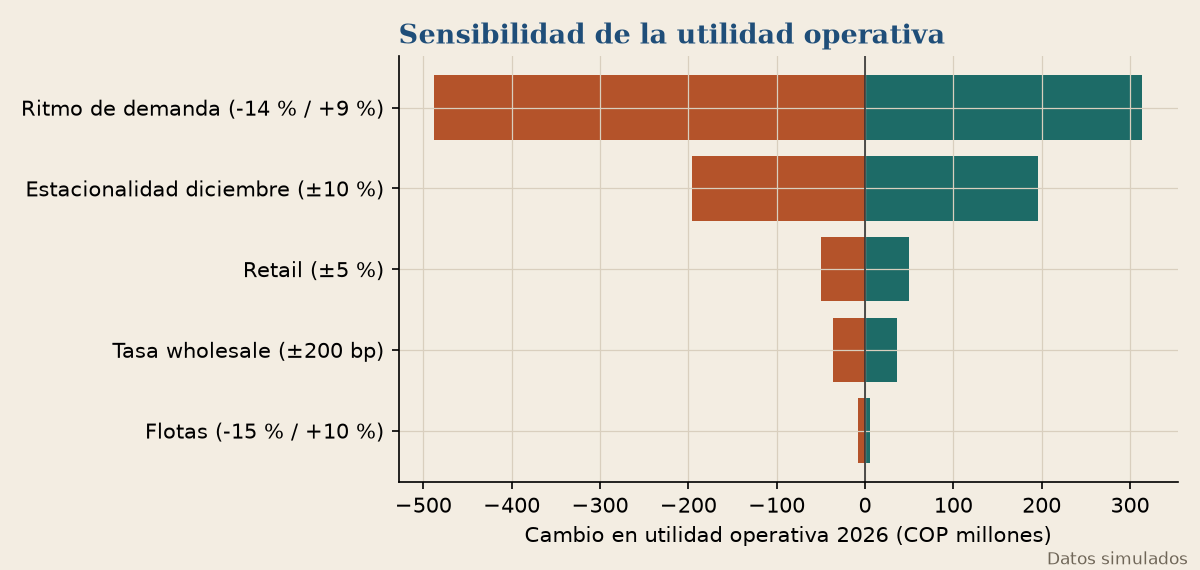 Sensibilidad de la utilidad operativa
Ritmo de demanda (-14 % / +9 %)
Estacionalidad diciembre (±10 %)
Retail (±5 %)
Tasa wholesale (±200 bp)
Flotas (-15 % / +10 %)
−500 −400 −300 −200 −100 0 100 200 300
Cambio en utilidad operativa 2026 (COP millones)
Datos simulados